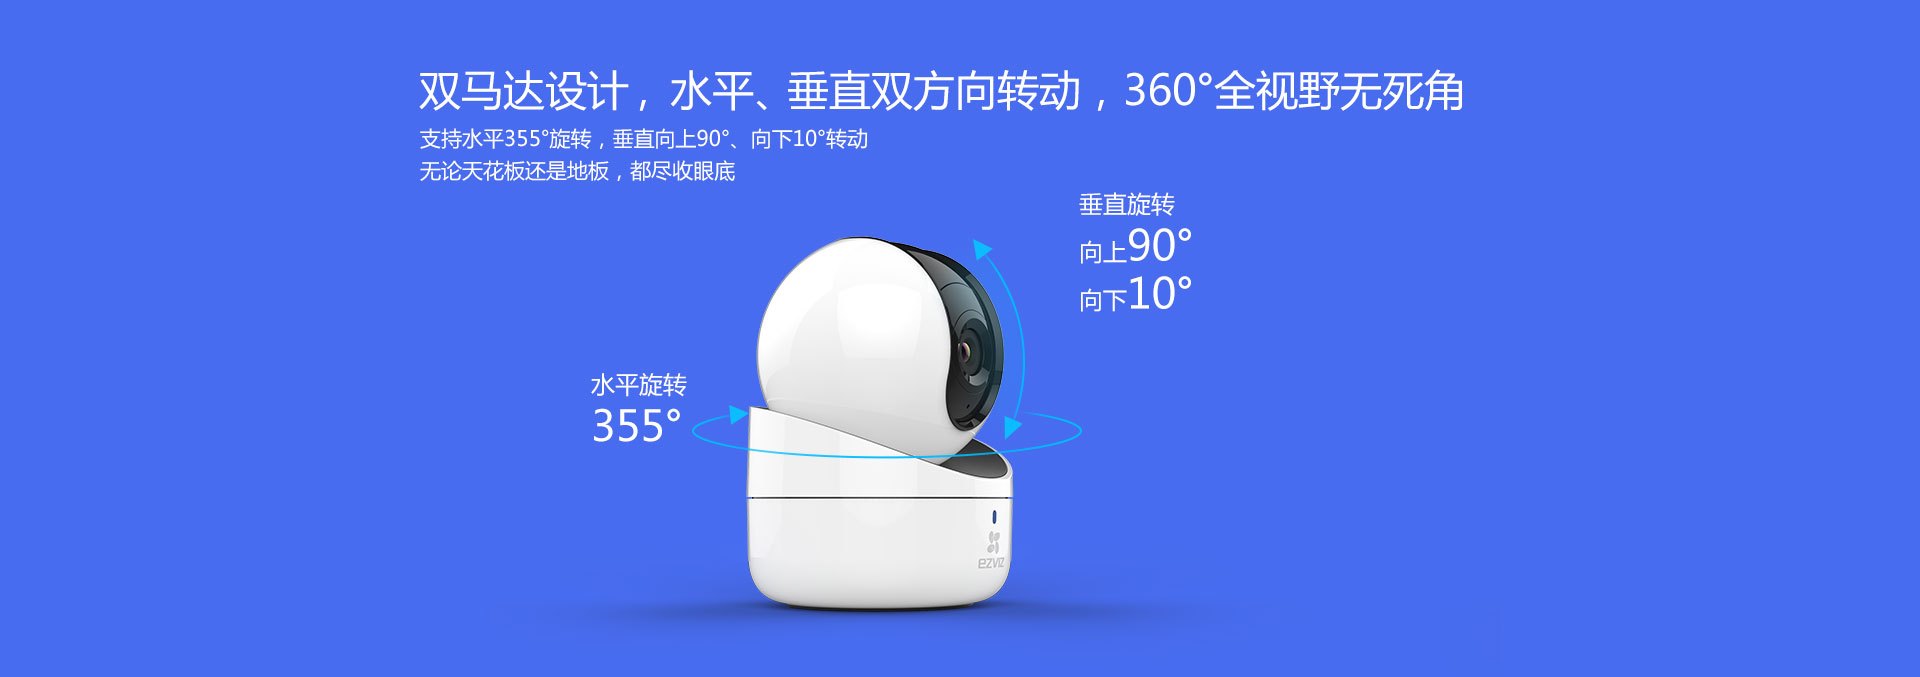 双马达设计，水平、垂直双方向转动，360°全视野无死角
支持水平355°旋转，垂直向上90°、向下10°转动
无论天花板还是地板，都尽收眼底
垂直旋转
向上90°
向下10°
水平旋转
355°
ezviz